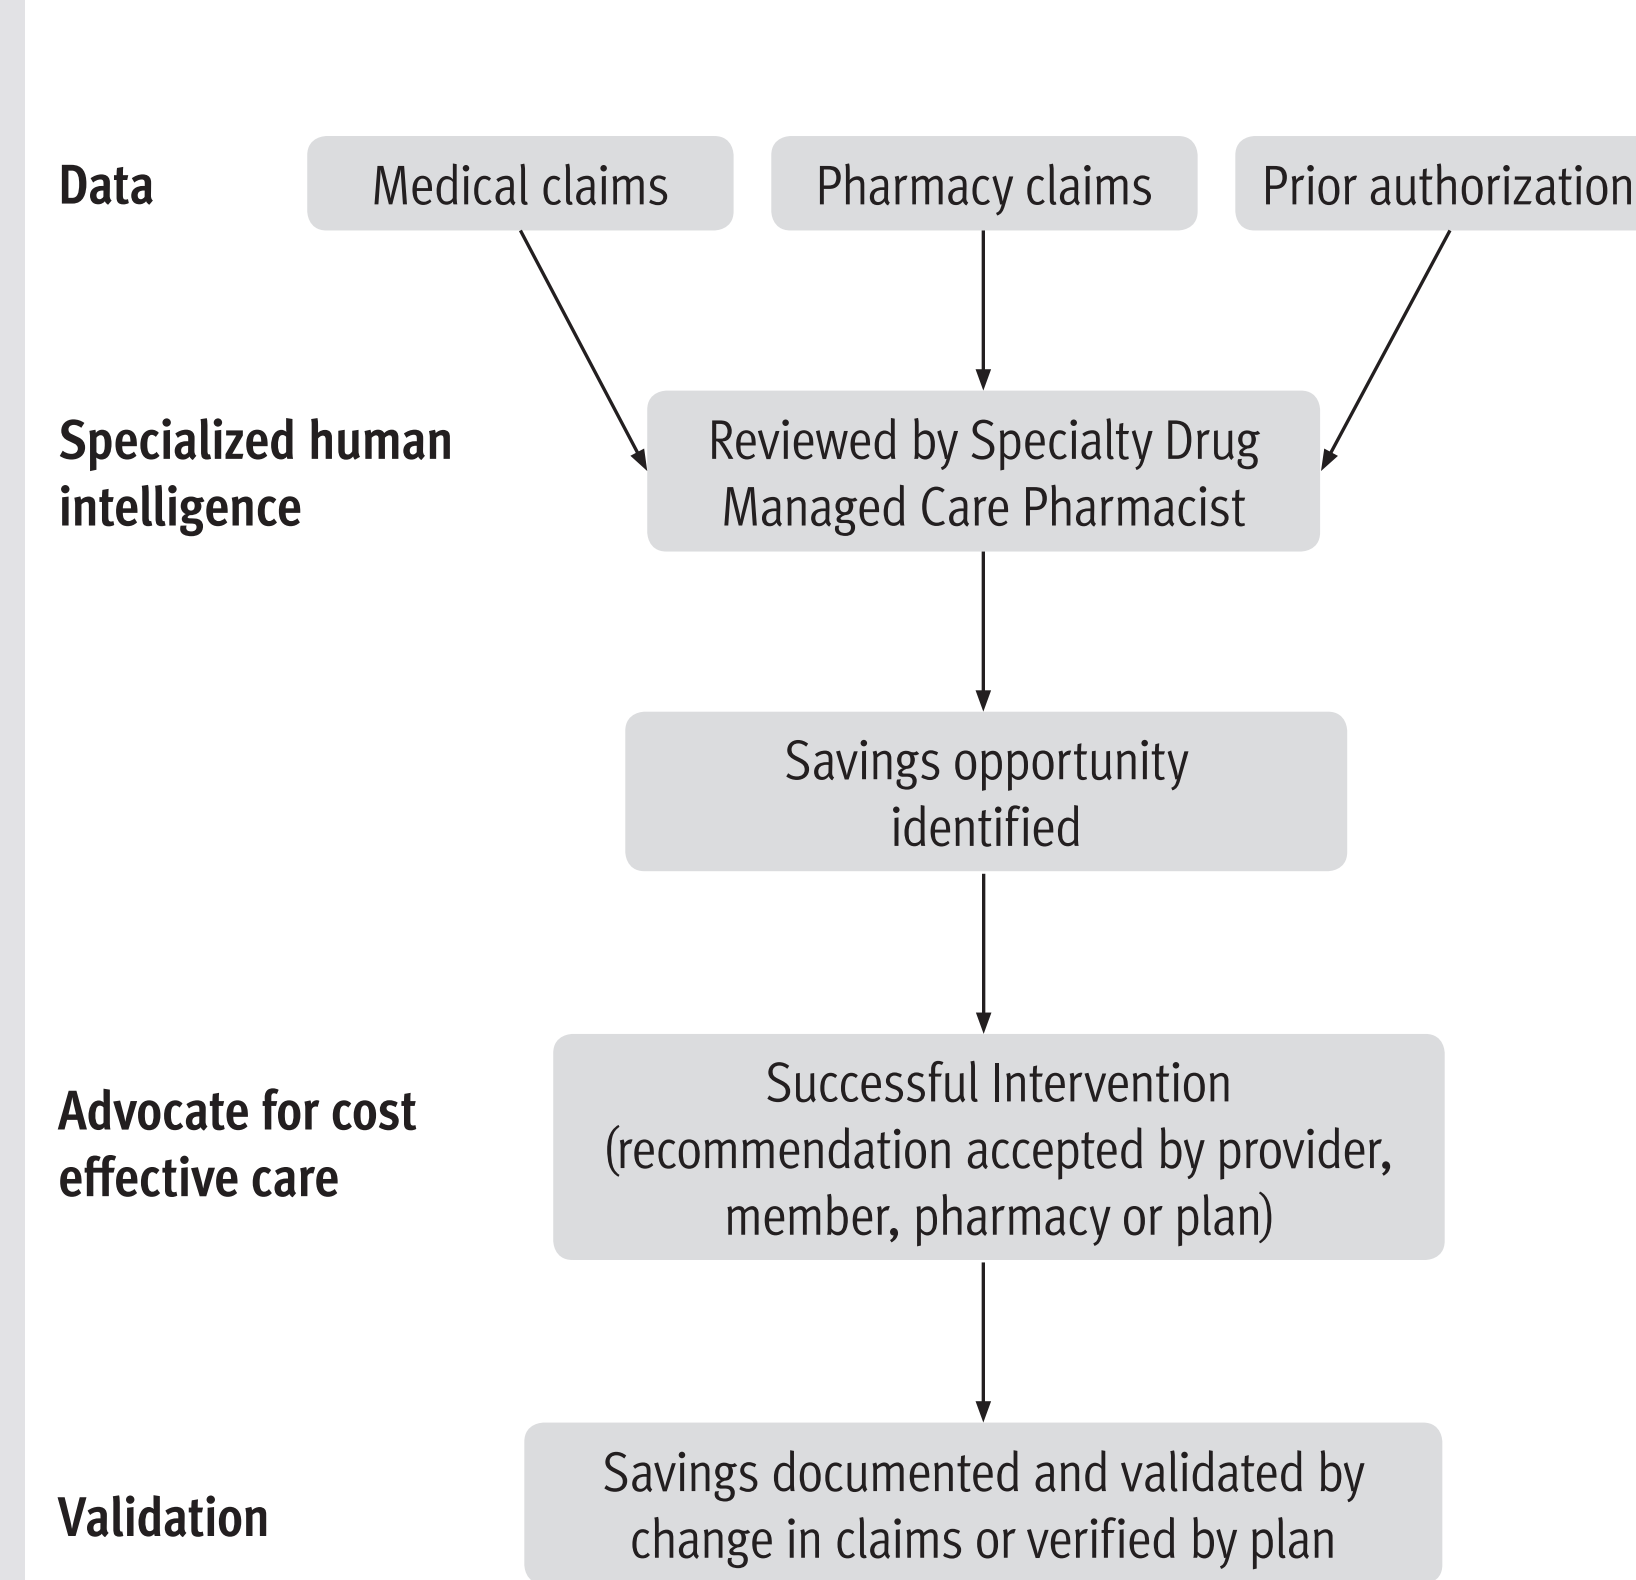 Data
Medical claims
Pharmacy claims
Prior authorization
Specialized human
intelligence
Reviewed by Specialty Drug
Managed Care Pharmacist
Savings opportunity
identified
Advocate for cost
effective care
Successful Intervention
(recommendation accepted by provider,
member, pharmacy or plan)
Validation
Savings documented and validated by
change in claims or verified by plan